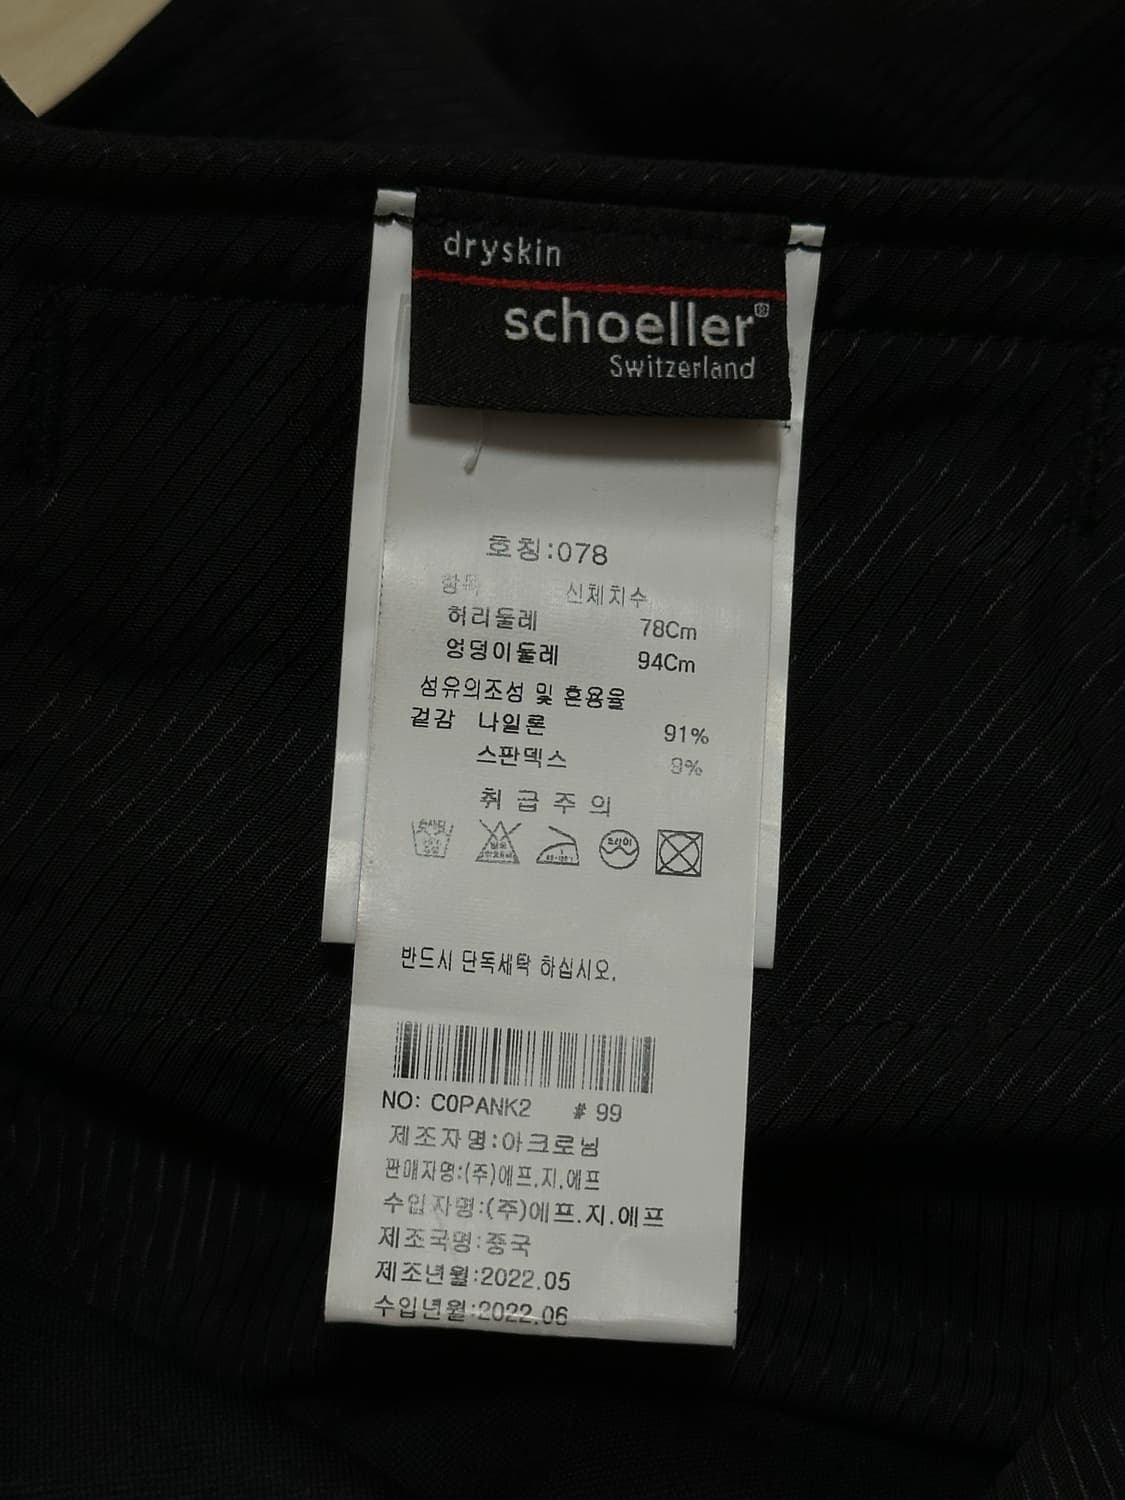 dryskin
schoeller®
Switzerland
호칭:078
항목 신체치수
허리둘레 78Cm
엉덩이둘레 94Cm
섬유의조성 및 혼용율
겉감 나일론 91%
스판덱스 9%
취급주의
드라이
반드시 단독세탁 하십시오.
NO: C0PANK2 # 99
제조자명:아크로닝
판매자명:(주)에프.지.에프
수입자명:(주)에프.지.에프
제조국명:중국
제조년월:2022.05
수입년월:2022.06